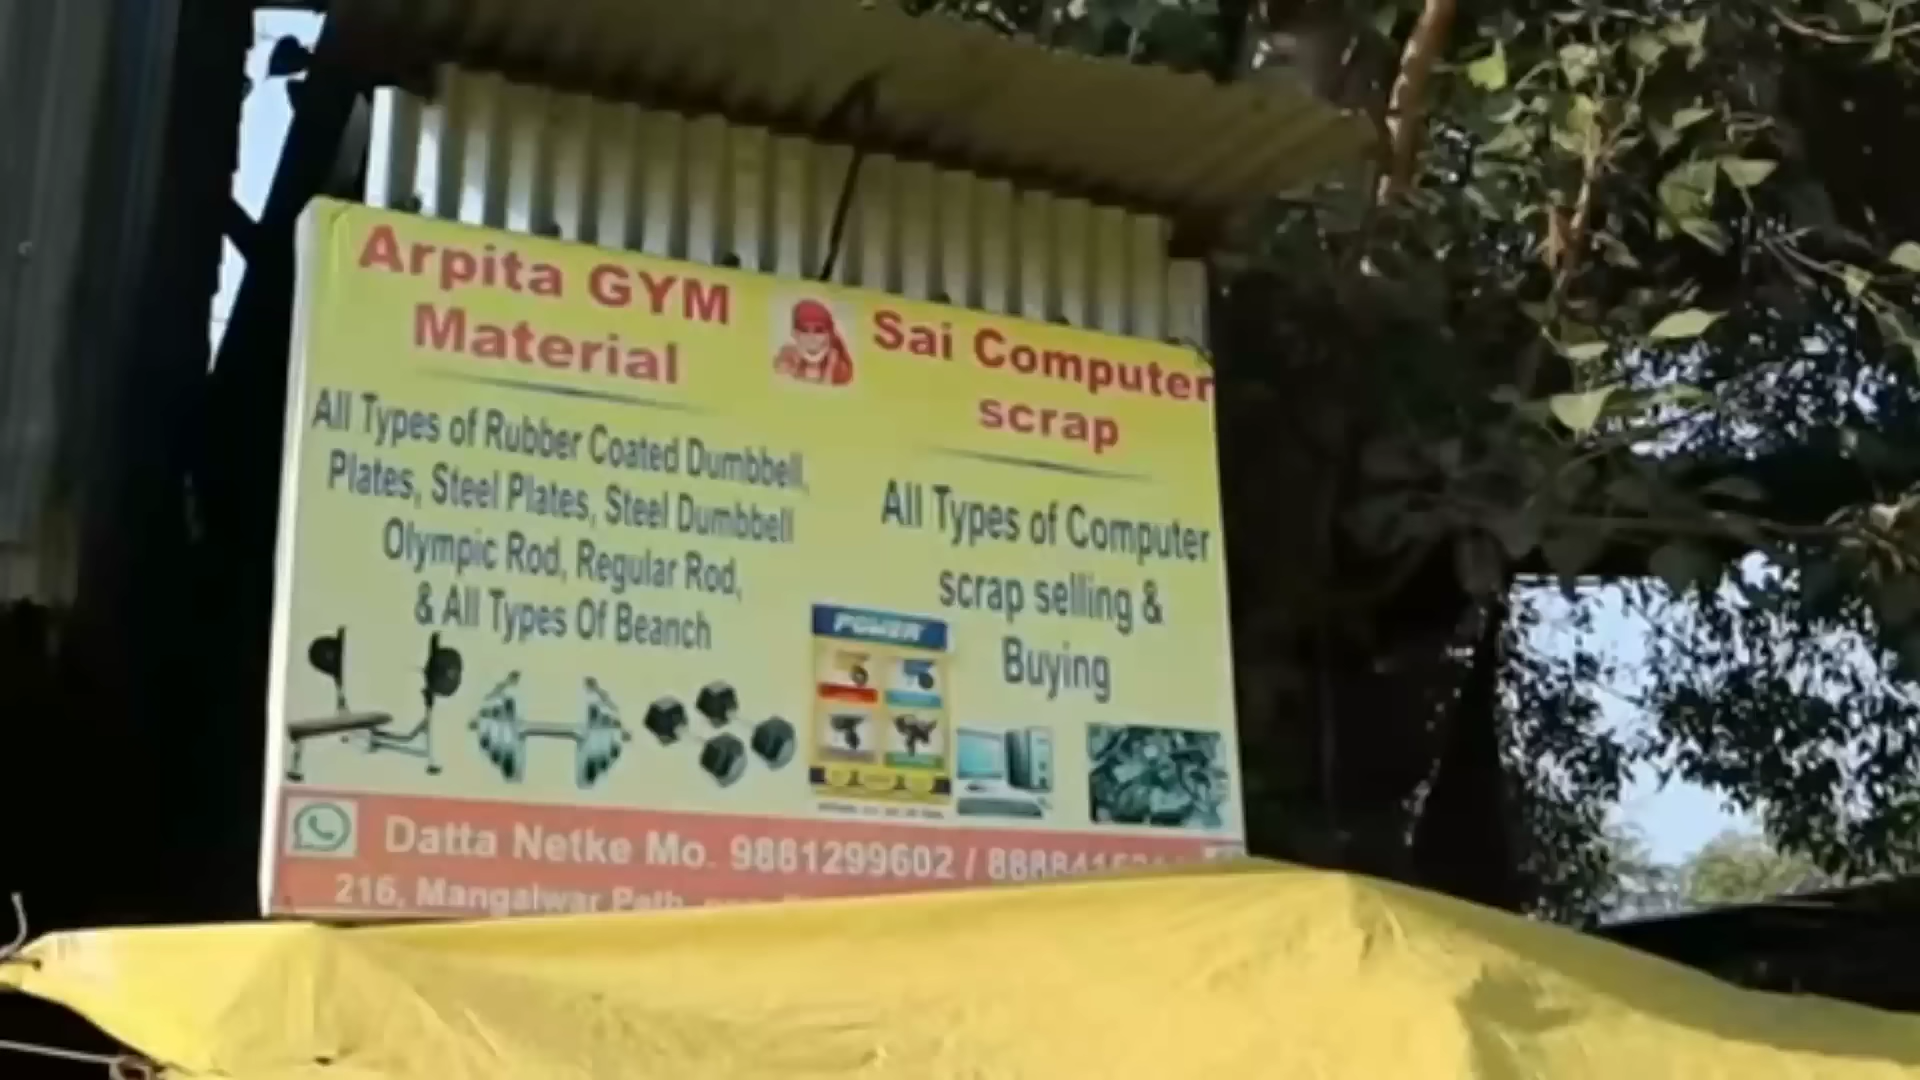 Arpita GYM
Material
All Types of Rubber Coated Dumbbell,
Plates, Steel Plates, Steel Dumbbell
Olympic Rod, Regular Rod,
& All Types Of Beanch
Sai Computer
scrap
All Types of Computer
scrap selling &
Buying
POWER
Datta Netke Mo. 9881299602 /
216, Mangalwar Peth